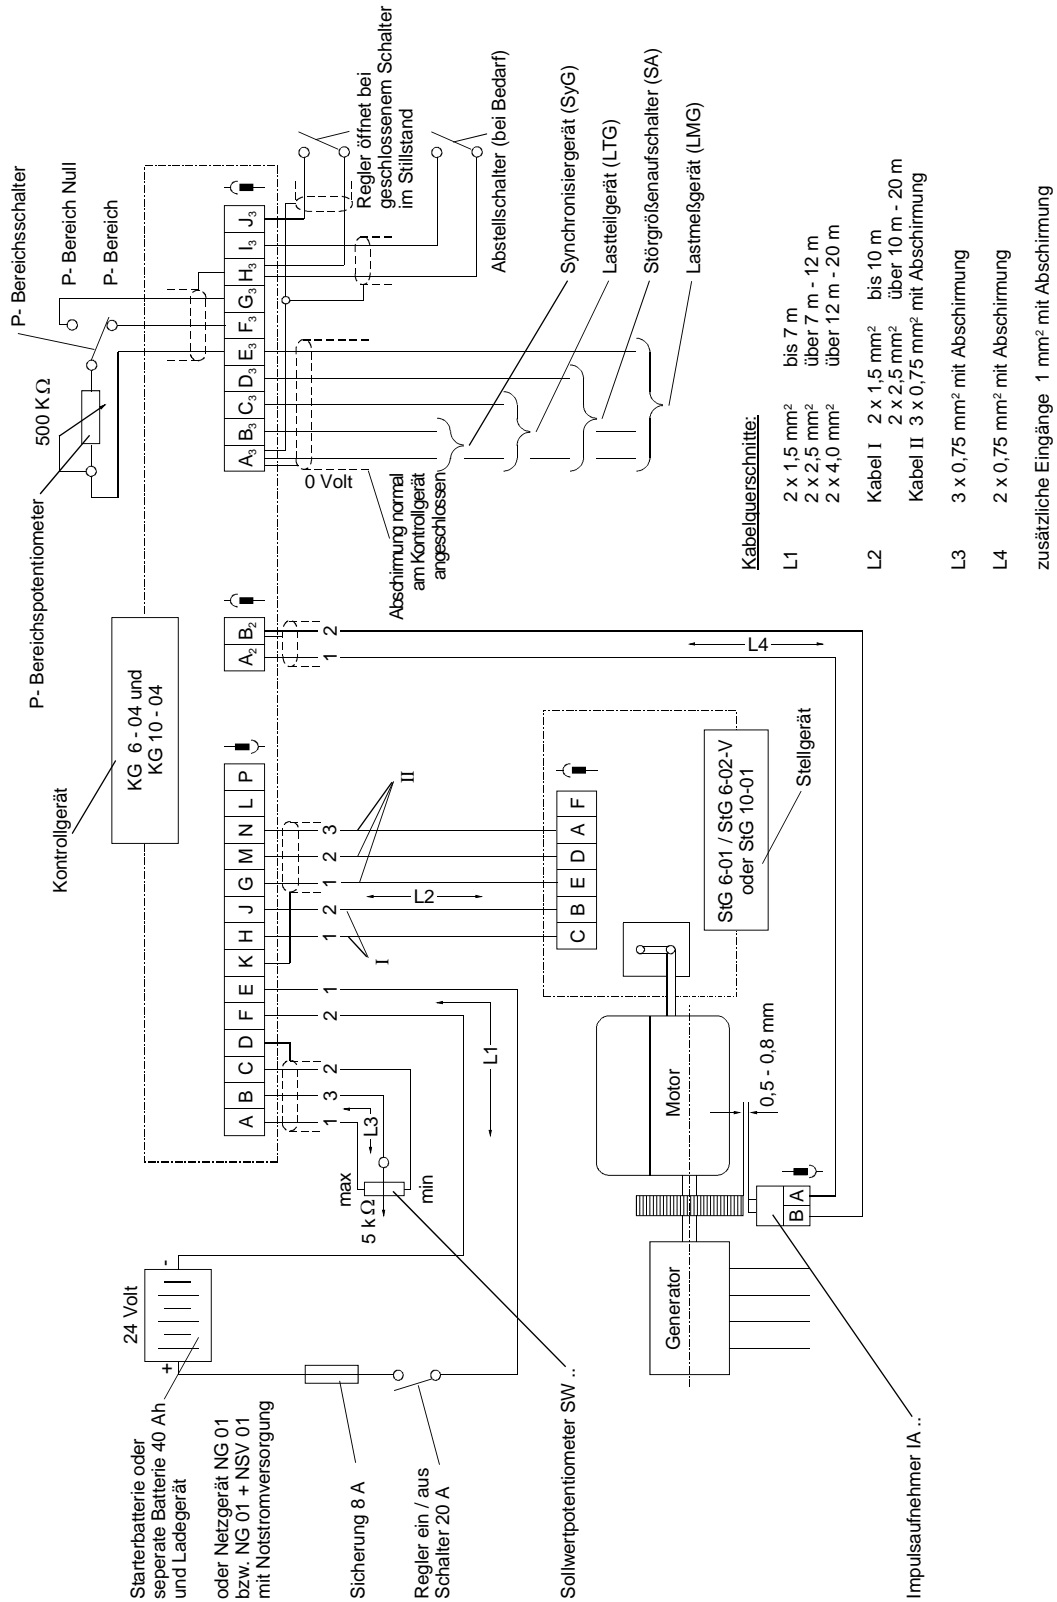 Kontrollgerät
KG 6 - 04 und
KG 10 - 04
P- Bereichspotentiometer
500 K Ω
P- Bereichsschalter
P- Bereich Null
P- Bereich
24 Volt
+
-
Starterbatterie oder
seperate Batterie 40 Ah
und Ladegerät
oder Netzgerät NG 01
bzw. NG 01 + NSV 01
mit Notstromversorgung
Sicherung 8 A
Regler ein / aus
Schalter 20 A
Sollwertpotentiometer SW ..
Impulsaufnehmer IA ..
A B C D F E K H J G M N L P
A2 B2
A3 B3 C3 D3 E3 F3 G3 H3 I3 J3
1 3 2
2 1
1 2
1 2 3
1 2
max
5 k Ω
min
L3
L1
I
L2
II
L4
0 Volt
Abschirmung normal
am Kontrollgerät
angeschlossen
Regler öffnet bei
geschlossenem Schalter
im Stillstand
Abstellschalter (bei Bedarf)
Synchronisiergerät (SyG)
Lastteilgerät (LTG)
Störgrößenaufschalter (SA)
Lastmeßgerät (LMG)
C B E D A F
StG 6-01 / StG 6-02-V
oder StG 10-01
Stellgerät
Generator
Motor
0,5 - 0,8 mm
B A
Kabelquerschnitte:
L1 2 x 1,5 mm² bis 7 m
2 x 2,5 mm² über 7 m - 12 m
2 x 4,0 mm² über 12 m - 20 m
L2 Kabel I 2 x 1,5 mm² bis 10 m
2 x 2,5 mm² über 10 m - 20 m
Kabel II 3 x 0,75 mm² mit Abschirmung
L3 3 x 0,75 mm² mit Abschirmung
L4 2 x 0,75 mm² mit Abschirmung
zusätzliche Eingänge 1 mm² mit Abschirmung